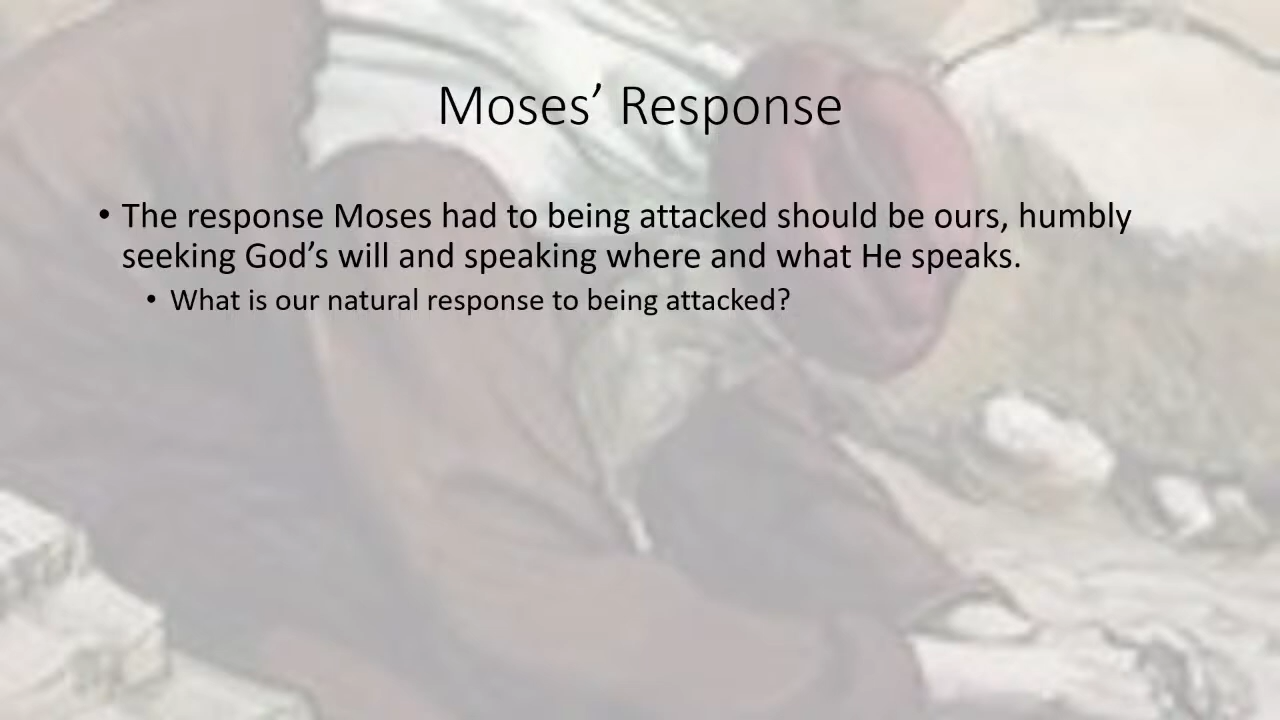 Moses’ Response
• The response Moses had to being attacked should be ours, humbly
seeking God’s will and speaking where and what He speaks.
• What is our natural response to being attacked?